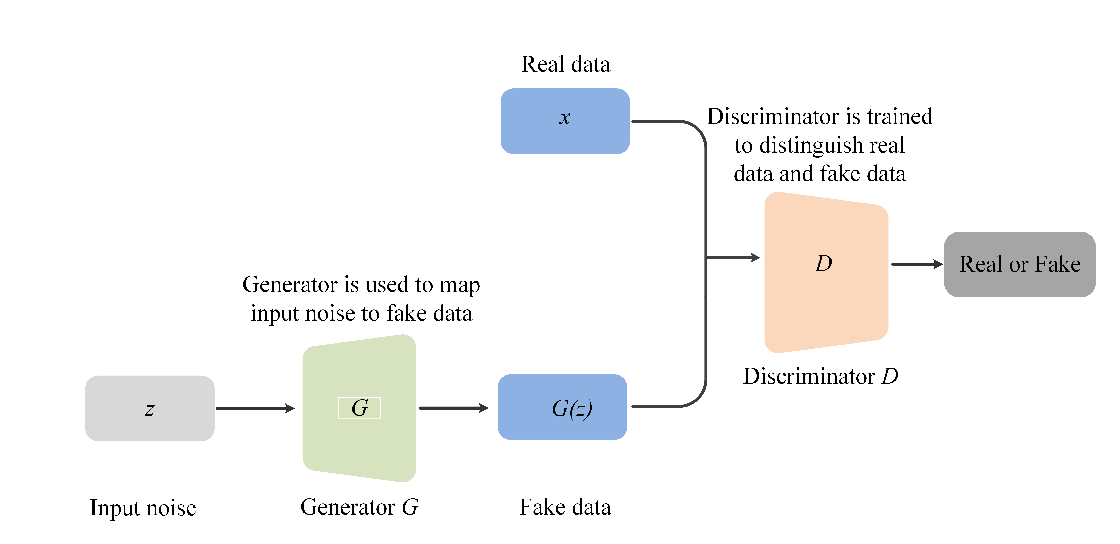 Real data
x
Discriminator is trained
to distinguish real
data and fake data
D
Real or Fake
Discriminator D
Generator is used to map
input noise to fake data
z
G
G(z)
Input noise
Generator G
Fake data